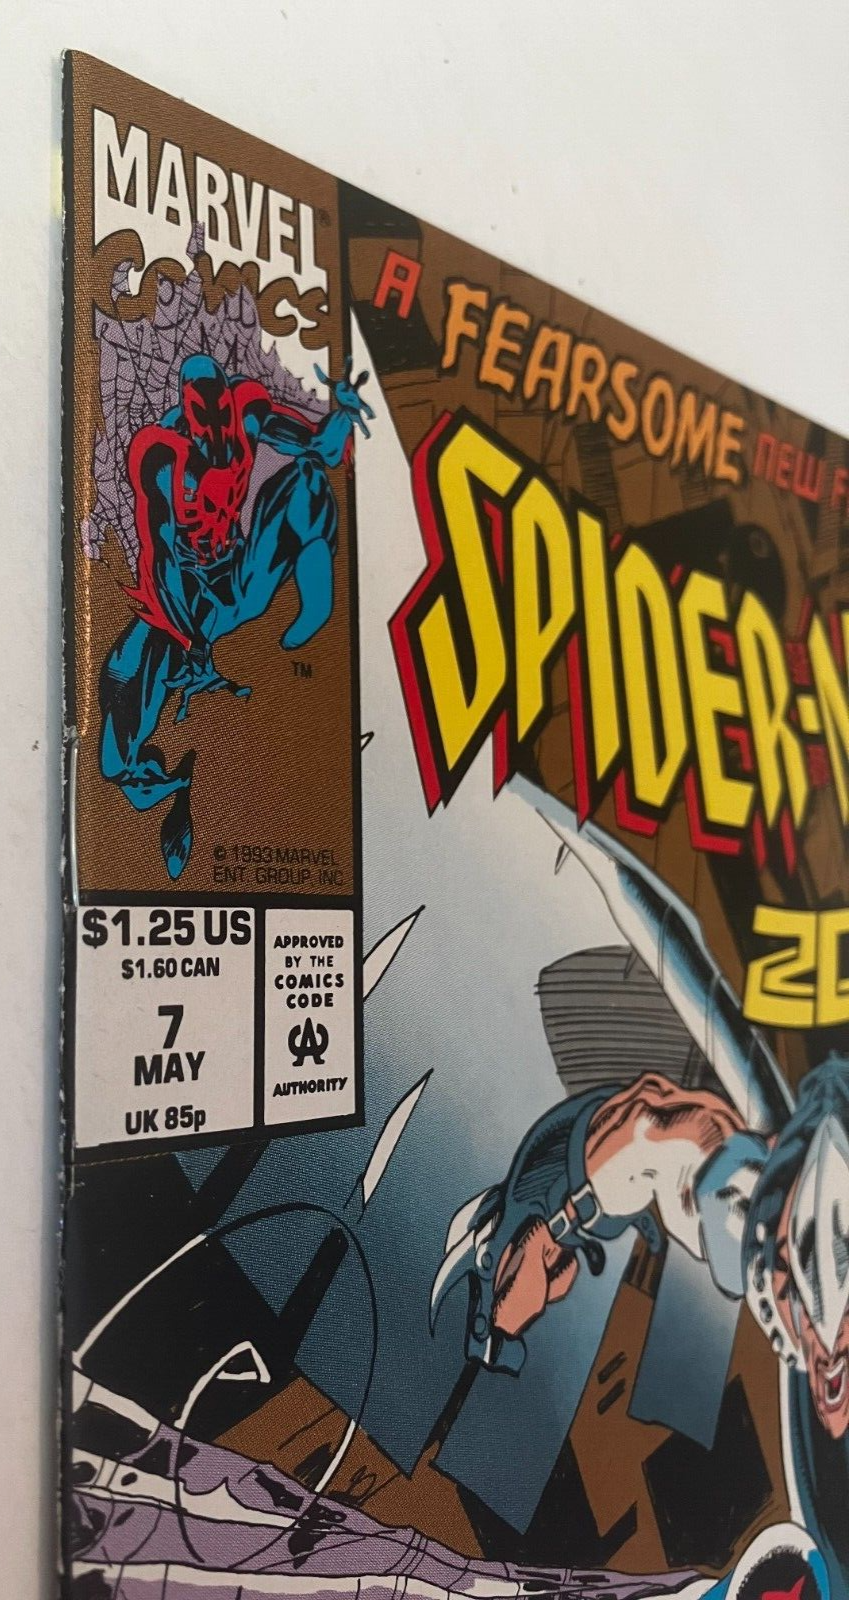 MARVEL®
COMICS
A FEARSOME NEW
SPIDER-
TM
© 1993 MARVEL
ENT. GROUP, INC.
$1.25 US
$1.60 CAN
7
MAY
UK 85p
APPROVED
BY THE
COMICS
CODE
CA
AUTHORITY